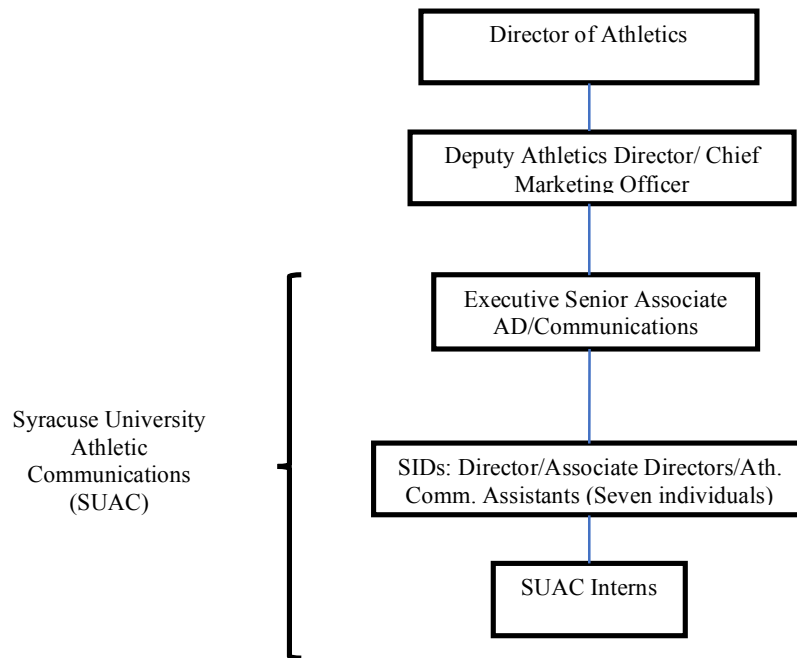 Director of Athletics
Deputy Athletics Director/ Chief
Marketing Officer
Executive Senior Associate
AD/Communications
Syracuse University
Athletic
Communications
(SUAC)
SIDs: Director/Associate Directors/Ath.
Comm. Assistants (Seven individuals)
SUAC Interns